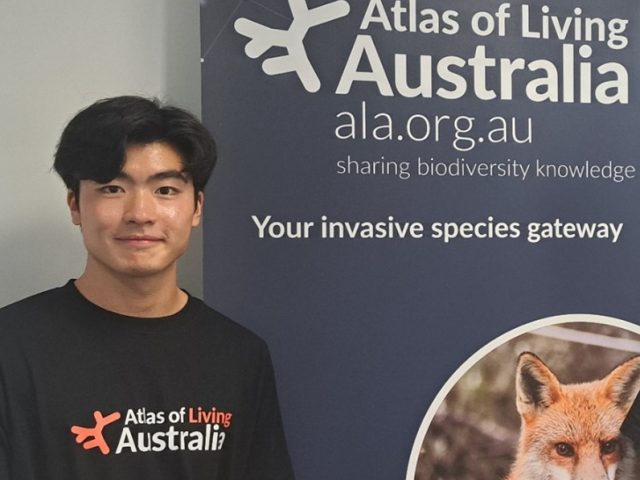 Atlas of Living
Australia
ala.org.au
sharing biodiversity knowledge
Your invasive species gateway
Atlas of Living
Australia